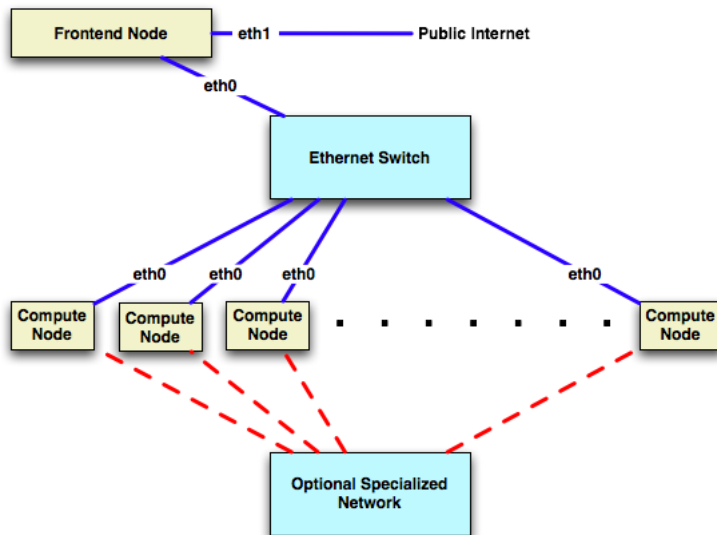 Frontend Node
eth1
Public Internet
eth0
Ethernet Switch
eth0
eth0
eth0
eth0
Compute
Node
Compute
Node
Compute
Node
Compute
Node
Optional Specialized
Network